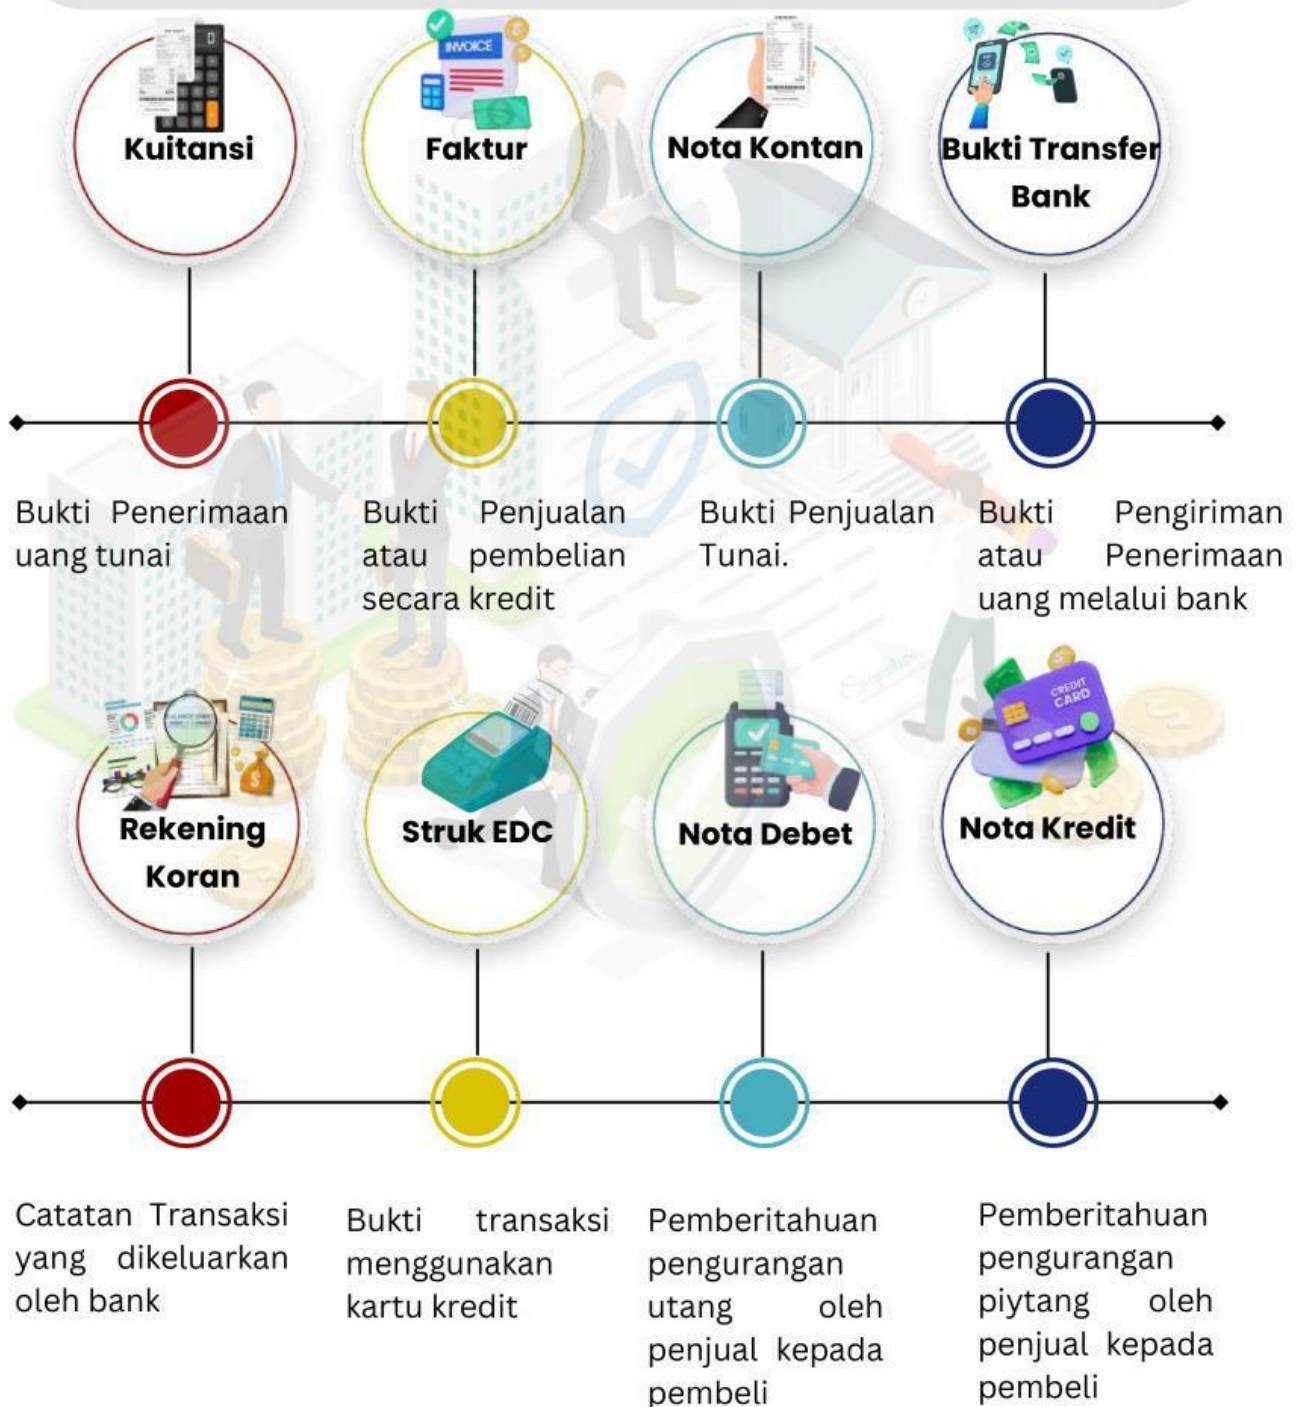 INVOICE
Kuitansi
Faktur
Nota Kontan
Bukti Transfer
Bank
Bukti Penerimaan
uang tunai
Bukti Penjualan
atau pembelian
secara kredit
Bukti Penjualan
Tunai.
Bukti Pengiriman
atau Penerimaan
uang melalui bank
CREDIT
CARD
Rekening
Koran
Struk EDC
Nota Debet
Nota Kredit
Catatan Transaksi
yang dikeluarkan
oleh bank
Bukti transaksi
menggunakan
kartu kredit
Pemberitahuan
pengurangan
utang oleh
penjual kepada
pembeli
Pemberitahuan
pengurangan
piytang oleh
penjual kepada
pembeli